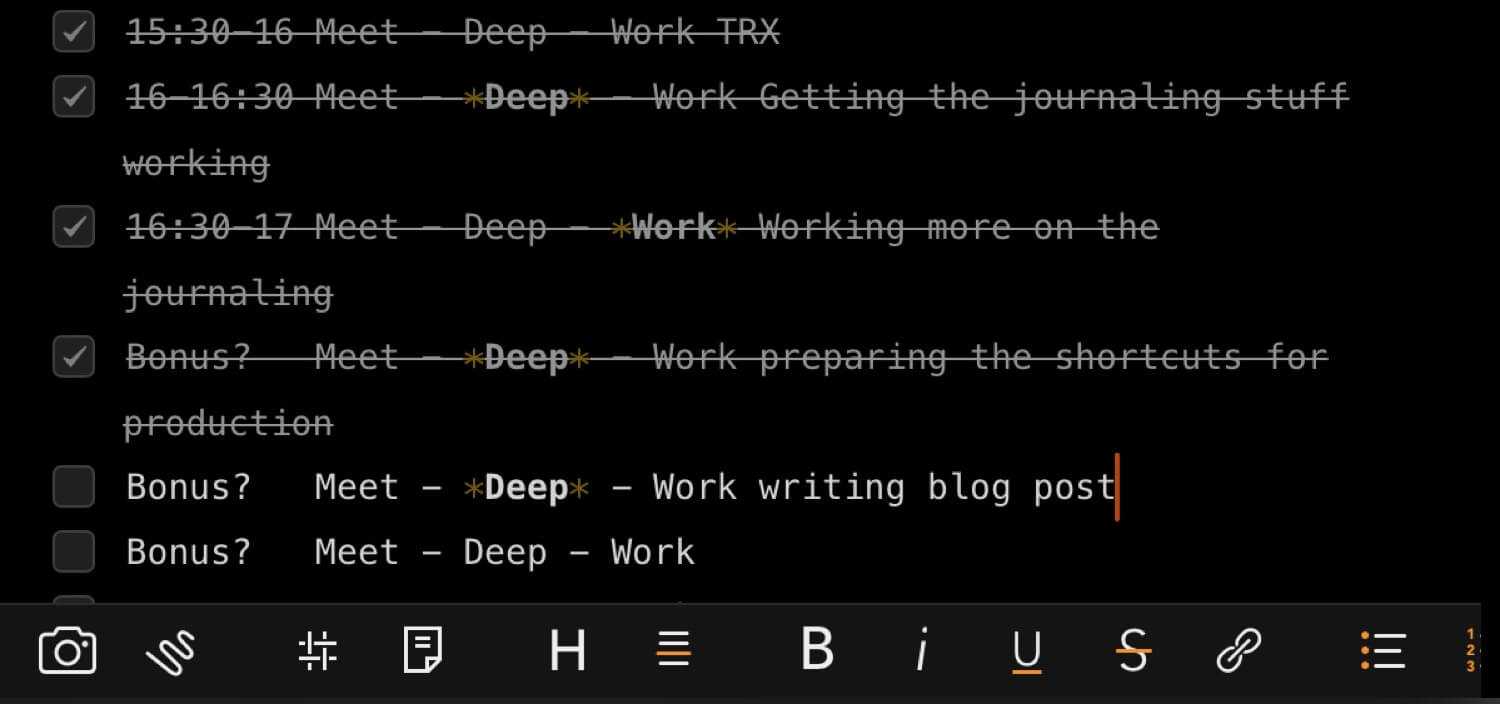 15:30–16 Meet – Deep – Work TRX
16–16:30 Meet – *Deep* – Work Getting the journaling stuff
working
16:30–17 Meet – Deep – *Work* Working more on the
journaling
Bonus?   Meet – *Deep* – Work preparing the shortcuts for
production
Bonus?   Meet – *Deep* – Work writing blog post
Bonus?   Meet – Deep – Work
H B i U S 1
2
3